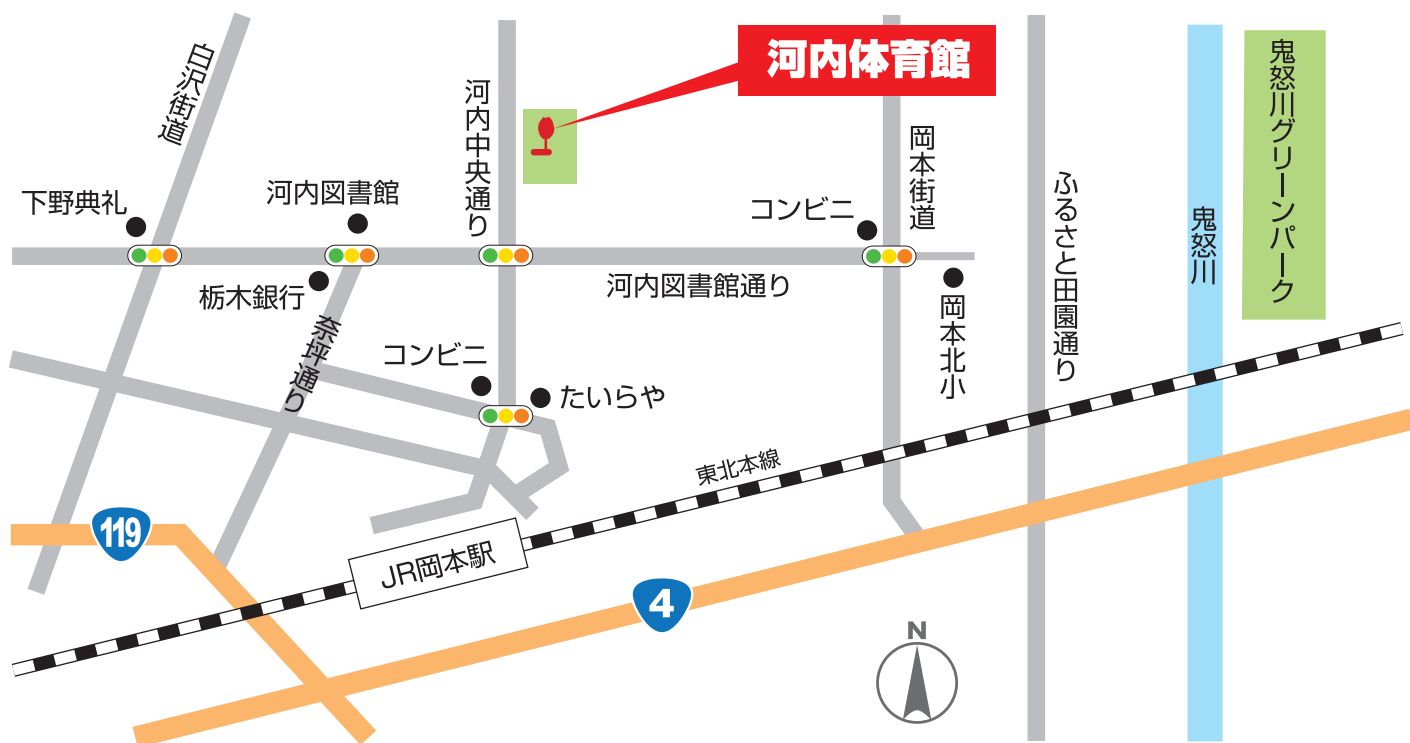 河内体育館
白沢街道
河内中央通り
鬼怒川グリーンパーク
岡本街道
下野典礼
河内図書館
コンビニ
ふるさと田園通り
鬼怒川
栃木銀行
河内図書館通り
岡本北小
奈坪通り
コンビニ
たいらや
東北本線
119
JR岡本駅
4
N